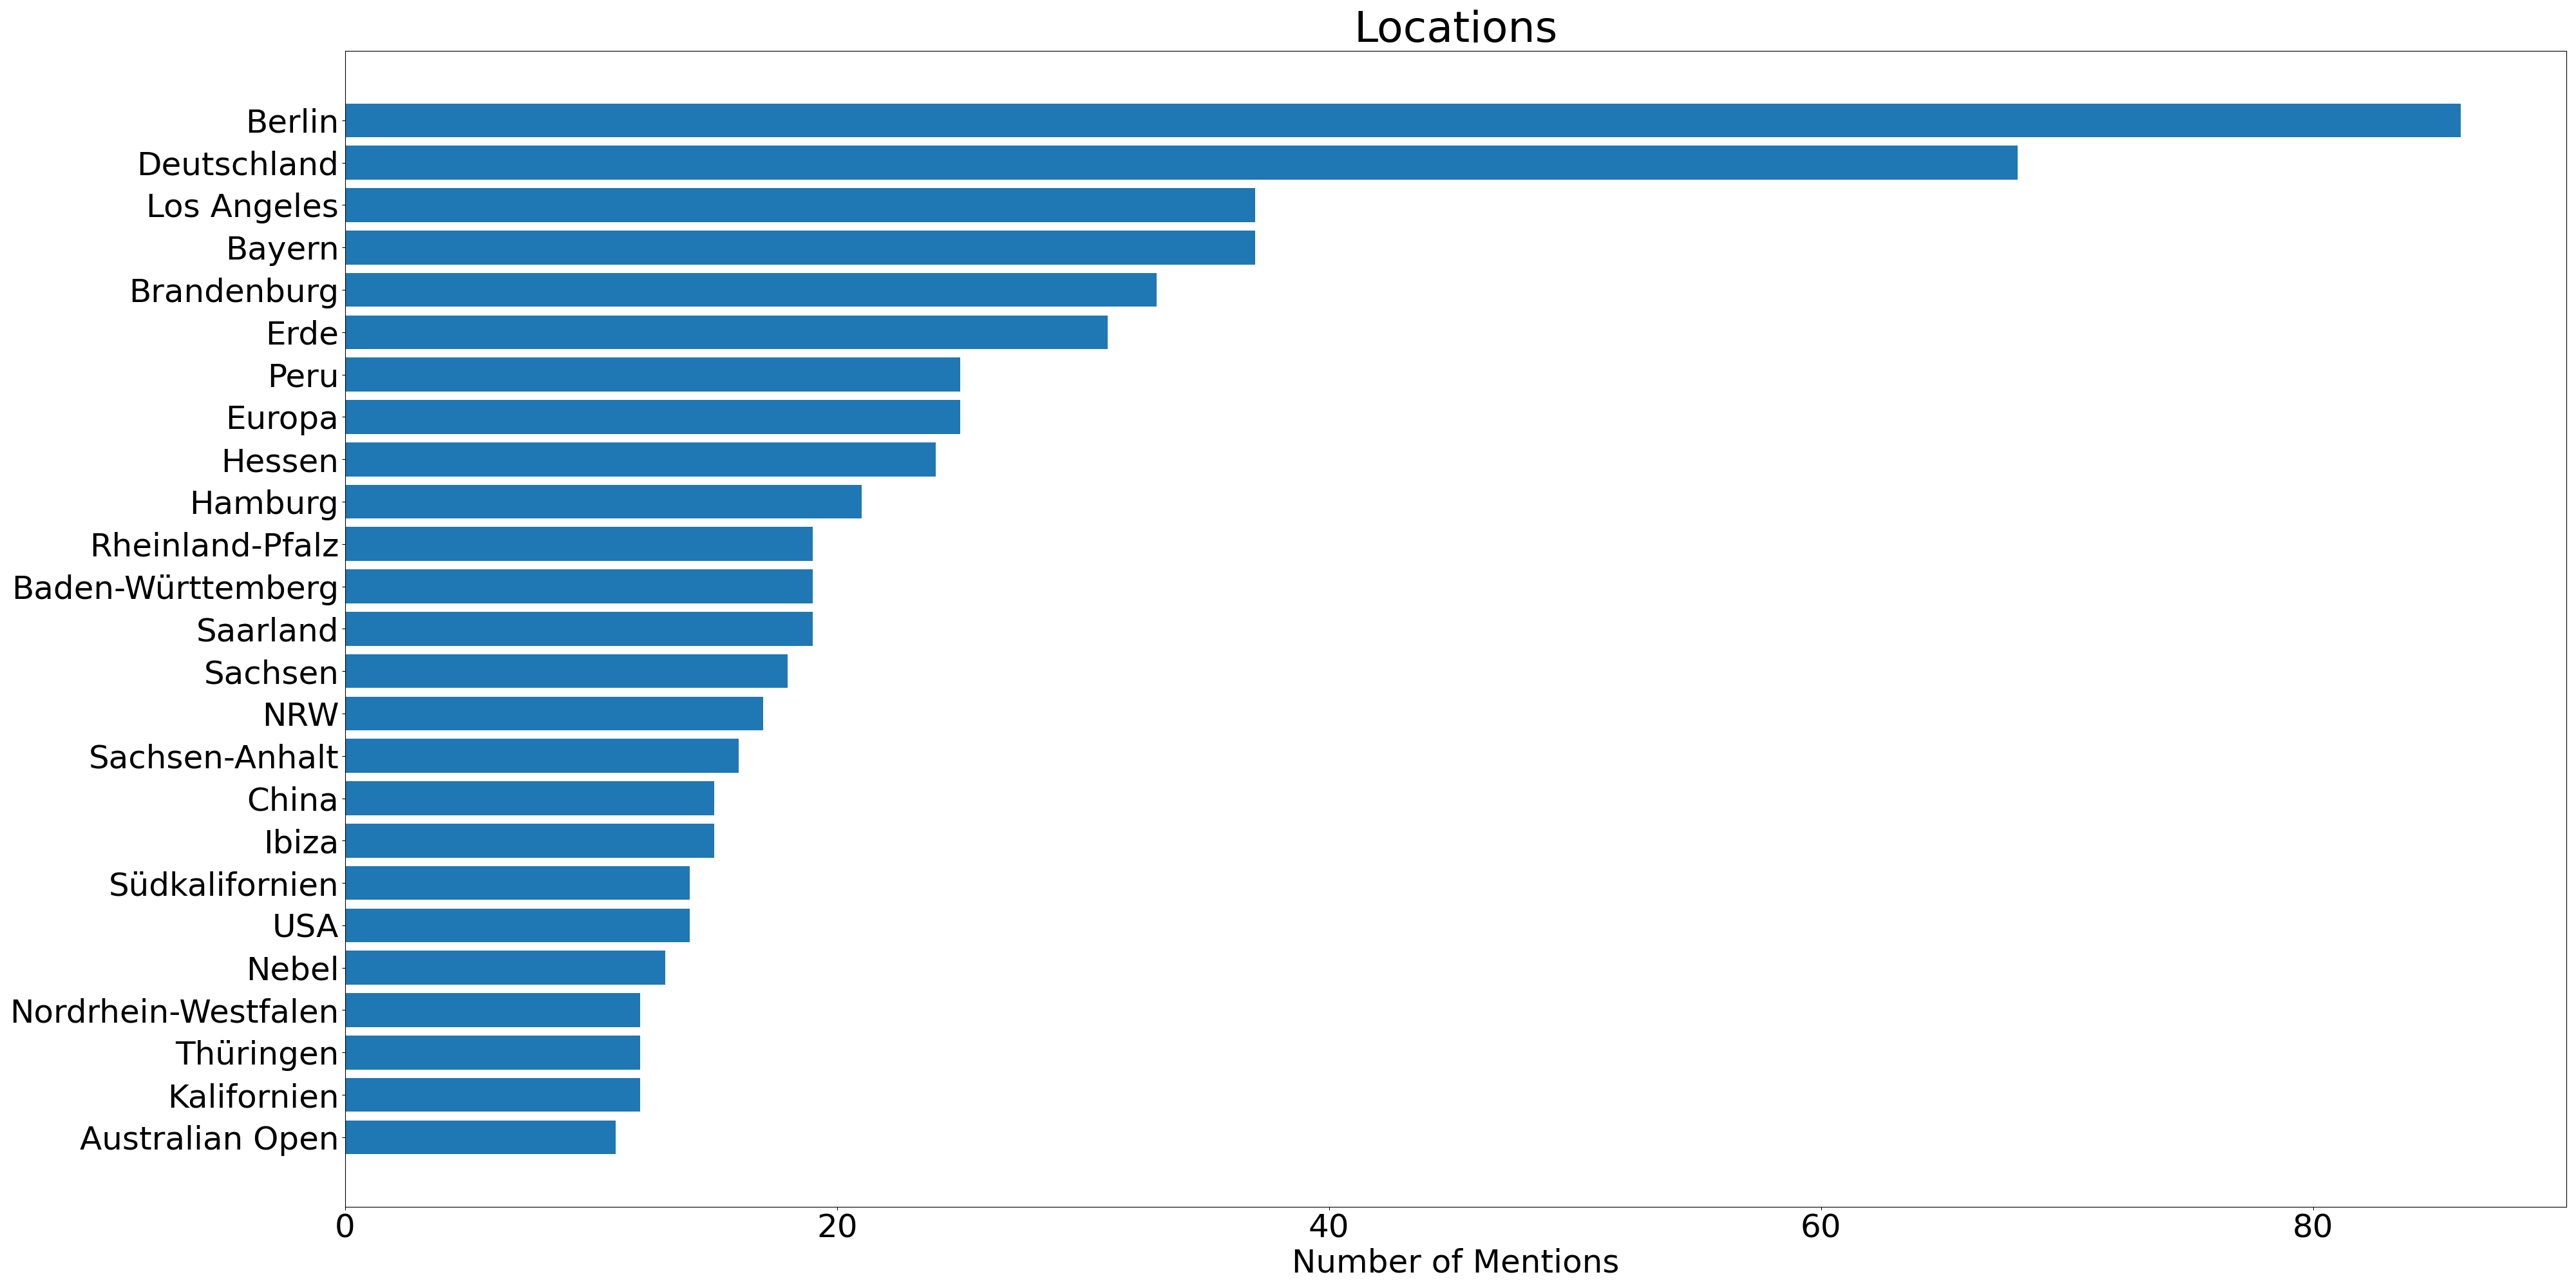 Locations
Berlin
Deutschland
Los Angeles
Bayern
Brandenburg
Erde
Peru
Europa
Hessen
Hamburg
Rheinland-Pfalz
Baden-Württemberg
Saarland
Sachsen
NRW
Sachsen-Anhalt
China
Ibiza
Südkalifornien
USA
Nebel
Nordrhein-Westfalen
Thüringen
Kalifornien
Australian Open
0 20 40 60 80
Number of Mentions